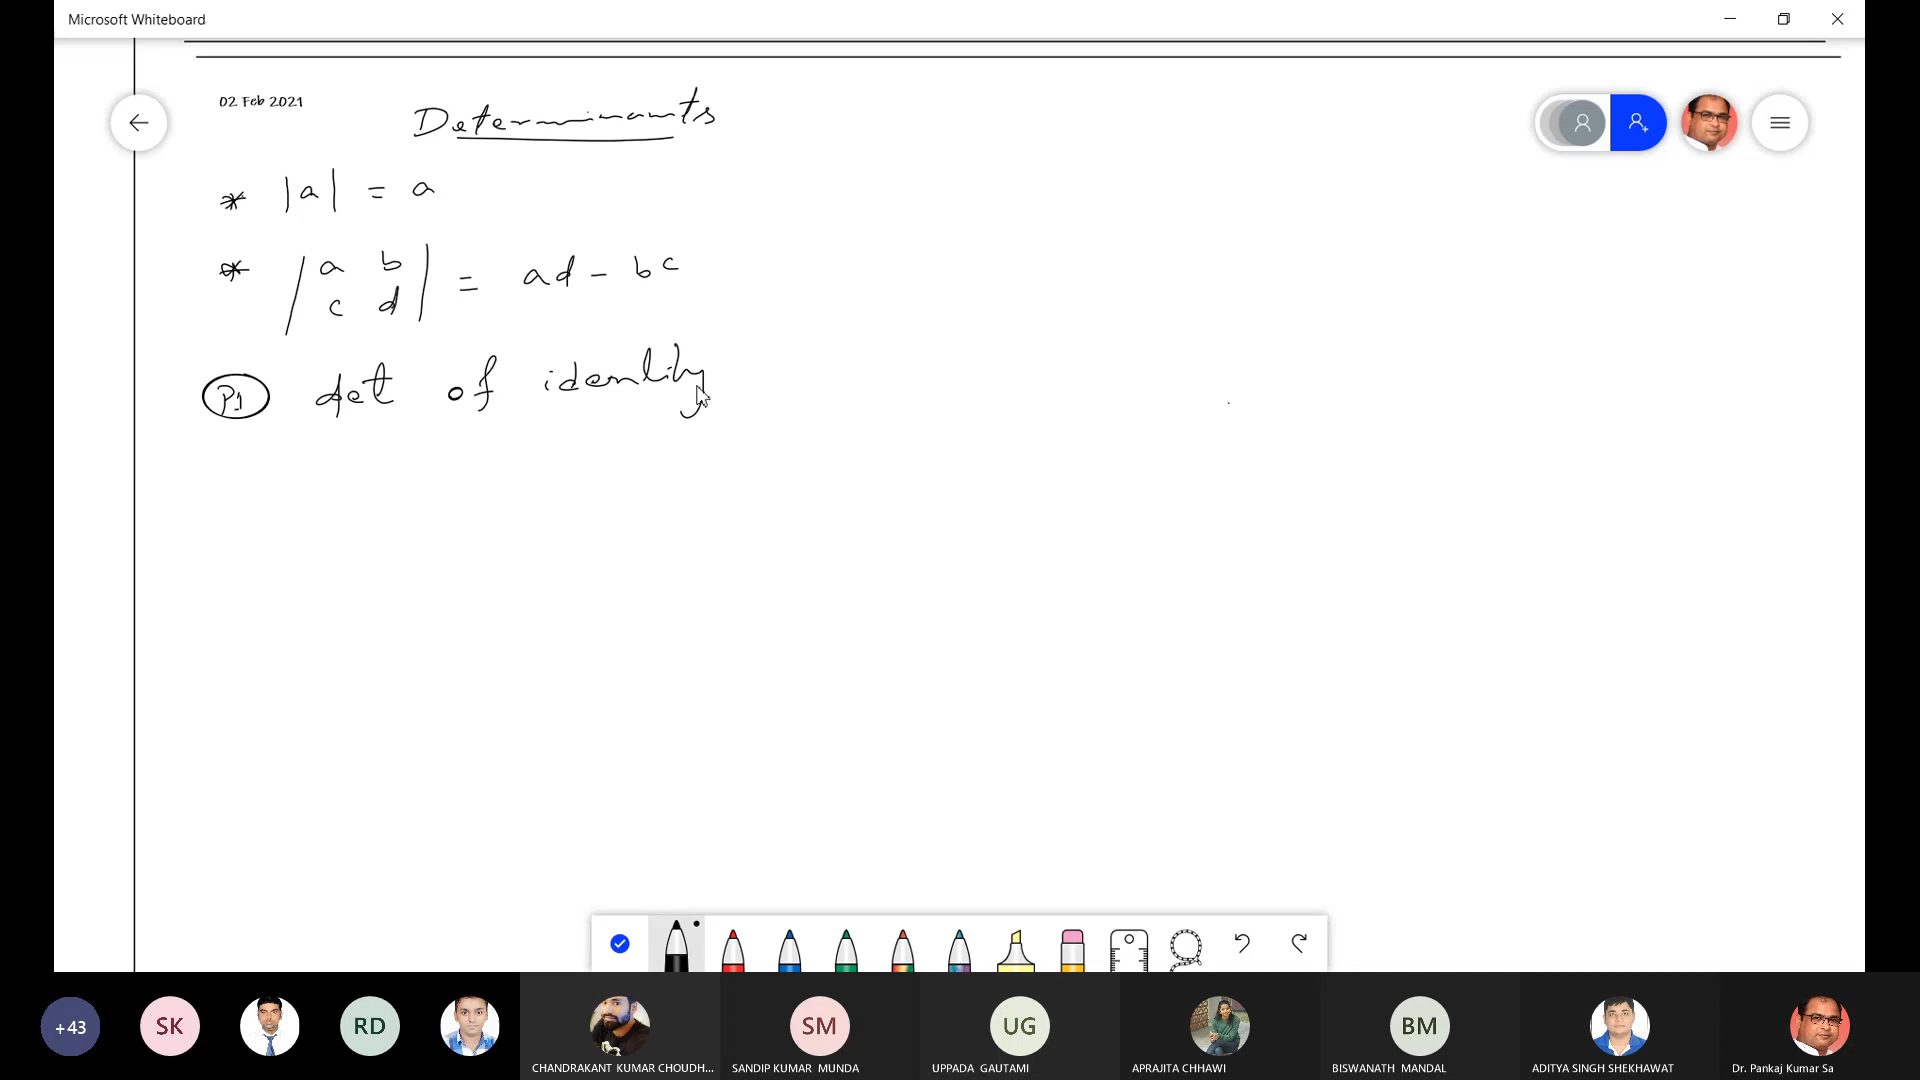 Microsoft Whiteboard
02 Feb 2021
Determinants
* |a| = a
* | a b | = ad - bc
c d
P1 det of identity
+43
SK
RD
SM
UG
BM
CHANDRAKANT KUMAR CHOUDH...
SANDIP KUMAR MUNDA
UPPADA GAUTAMI
APRAJITA CHHAWI
BISWANATH MANDAL
ADITYA SINGH SHEKHAWAT
Dr. Pankaj Kumar Sa